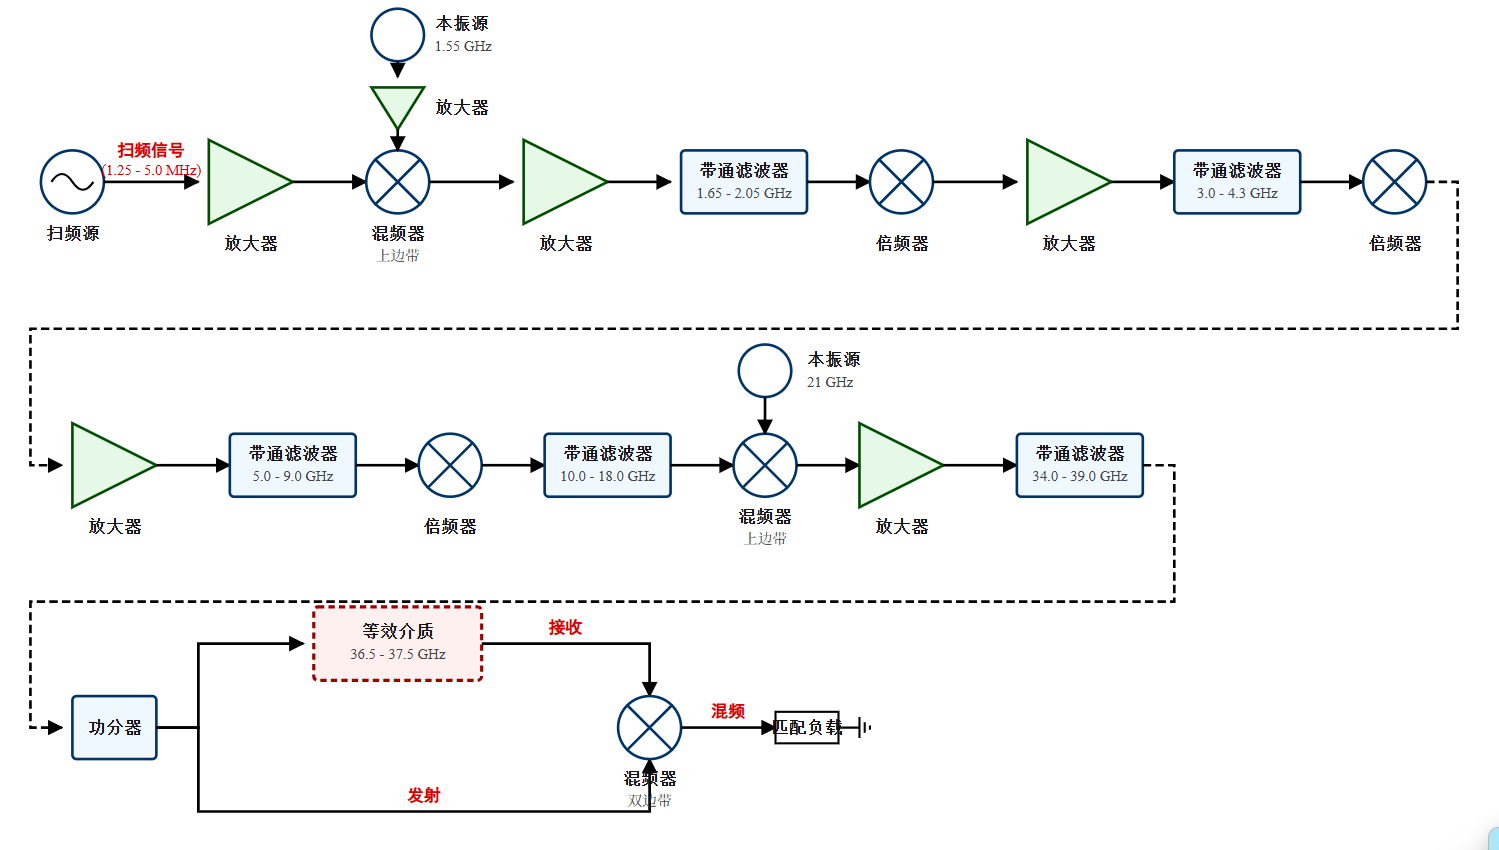 本振源
1.55 GHz
放大器
扫频信号
(1.25 - 5.0 MHz)
扫频源
放大器
混频器
上边带
放大器
带通滤波器
1.65 - 2.05 GHz
倍频器
放大器
带通滤波器
3.0 - 4.3 GHz
倍频器
本振源
21 GHz
放大器
带通滤波器
5.0 - 9.0 GHz
倍频器
带通滤波器
10.0 - 18.0 GHz
混频器
上边带
放大器
带通滤波器
34.0 - 39.0 GHz
等效介质
36.5 - 37.5 GHz
接收
功分器
混频
匹配负载
混频器
双边带
发射